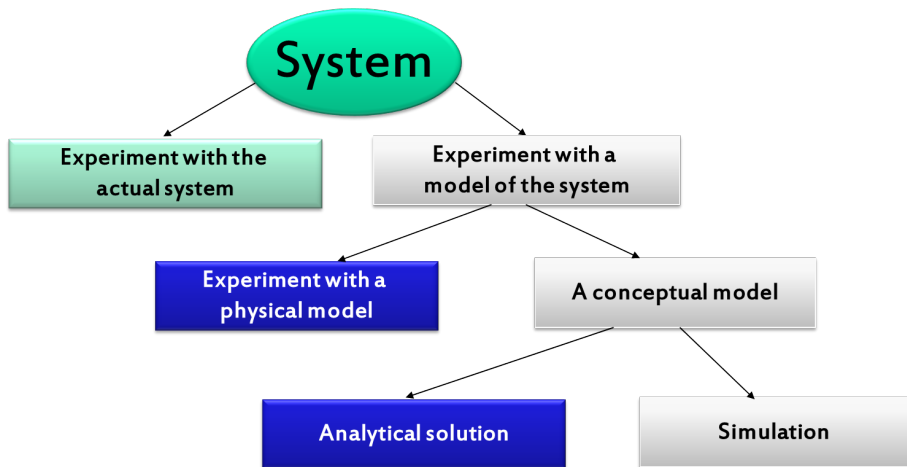 System
Experiment with the
actual system
Experiment with a
model of the system
Experiment with a
physical model
A conceptual model
Analytical solution
Simulation